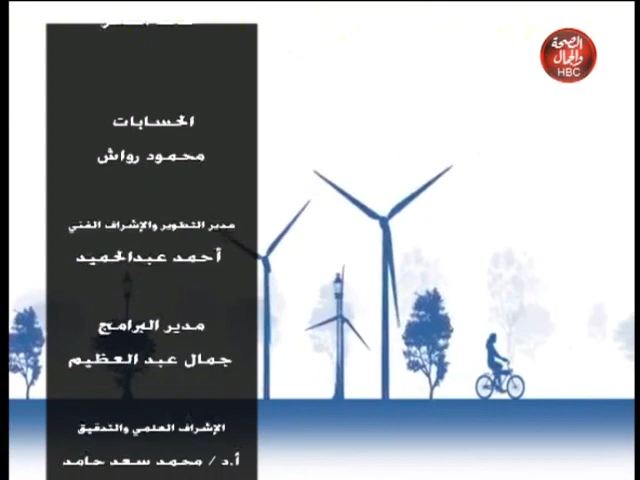 الحسابات
محمود رواش
مدير التطوير والإشراف الفني
أحمد عبدالحميد
مدير البرامج
جمال عبد العظيم
الإشراف العلمي والتدقيق
أ.د / محمد سعد حامد
الصحة
والجمال
HBC